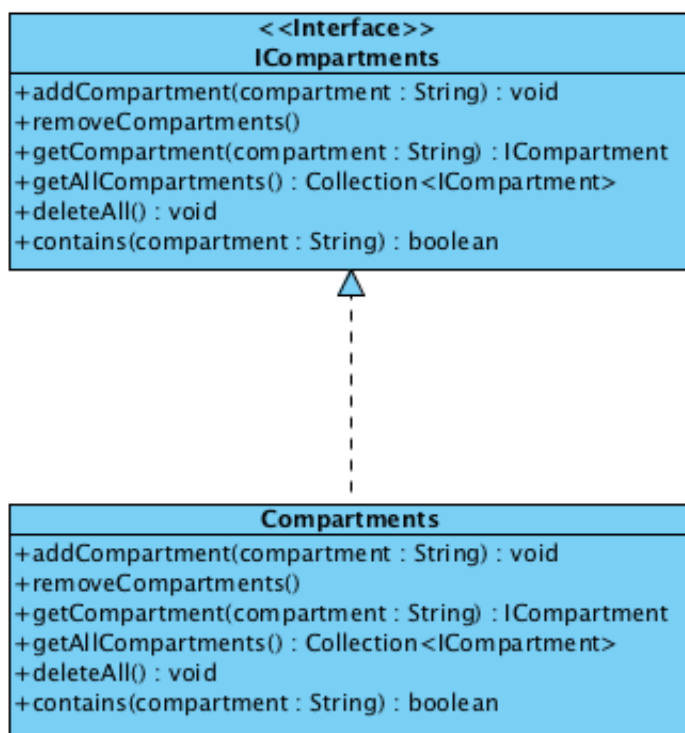 <<Interface>>
ICompartments
+addCompartment(compartment : String) : void
+removeCompartments()
+getCompartment(compartment : String) : ICompartment
+getAllCompartments() : Collection<ICompartment>
+deleteAll() : void
+contains(compartment : String) : boolean
Compartments
+addCompartment(compartment : String) : void
+removeCompartments()
+getCompartment(compartment : String) : ICompartment
+getAllCompartments() : Collection<ICompartment>
+deleteAll() : void
+contains(compartment : String) : boolean